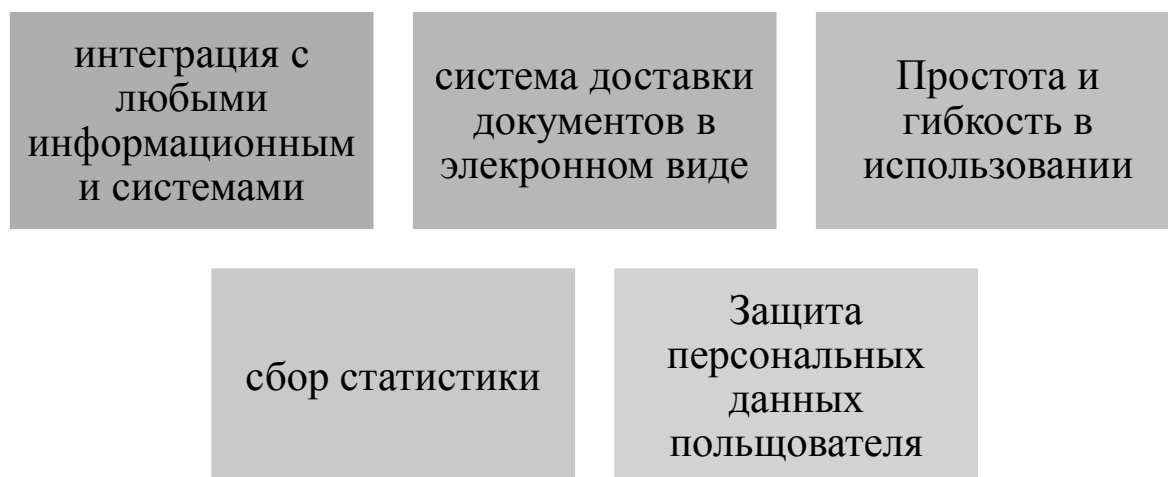 интеграция с
любыми
информационным
и системами
система доставки
документов в
элекронном виде
Простота и
гибкость в
использовании
сбор статистики
Защита
персональных
данных
польщователя